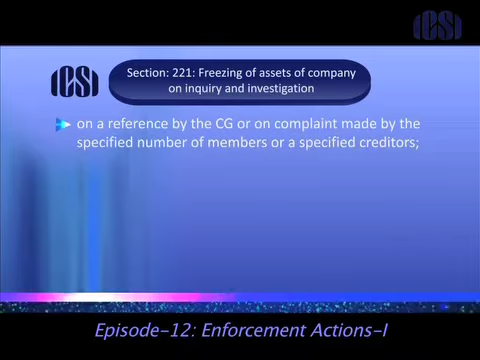 ICSI
ICSI
Section: 221: Freezing of assets of company
on inquiry and investigation
on a reference by the CG or on complaint made by the
specified number of members or a specified creditors;
Episode-12: Enforcement Actions-I